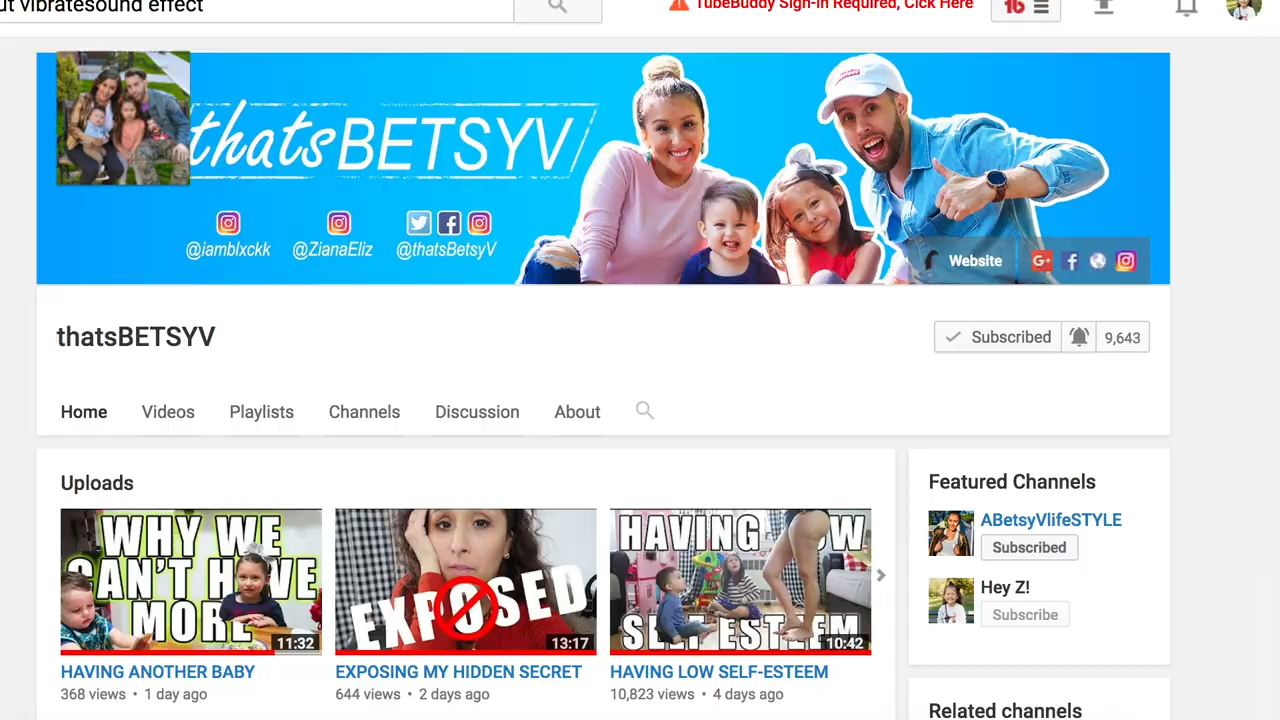 ut vibratesound effect
TubeBuddy Sign-in Required, Click Here
thatsBETSYV
@iamblxckk @ZianaEliz @thatsBetsyV
Website
G+
thatsBETSYV
Subscribed 9,643
Home Videos Playlists Channels Discussion About
Uploads
WHY WE
CAN'T HAVE
MORE
11:32
HAVING ANOTHER BABY
368 views • 1 day ago
EXPOSED
13:17
EXPOSING MY HIDDEN SECRET
644 views • 2 days ago
HAVING LOW
SELF-ESTEEM
10:42
HAVING LOW SELF-ESTEEM
10,823 views • 4 days ago
Featured Channels
ABetsyVlifeSTYLE
Subscribed
Hey Z!
Subscribe
Related channels